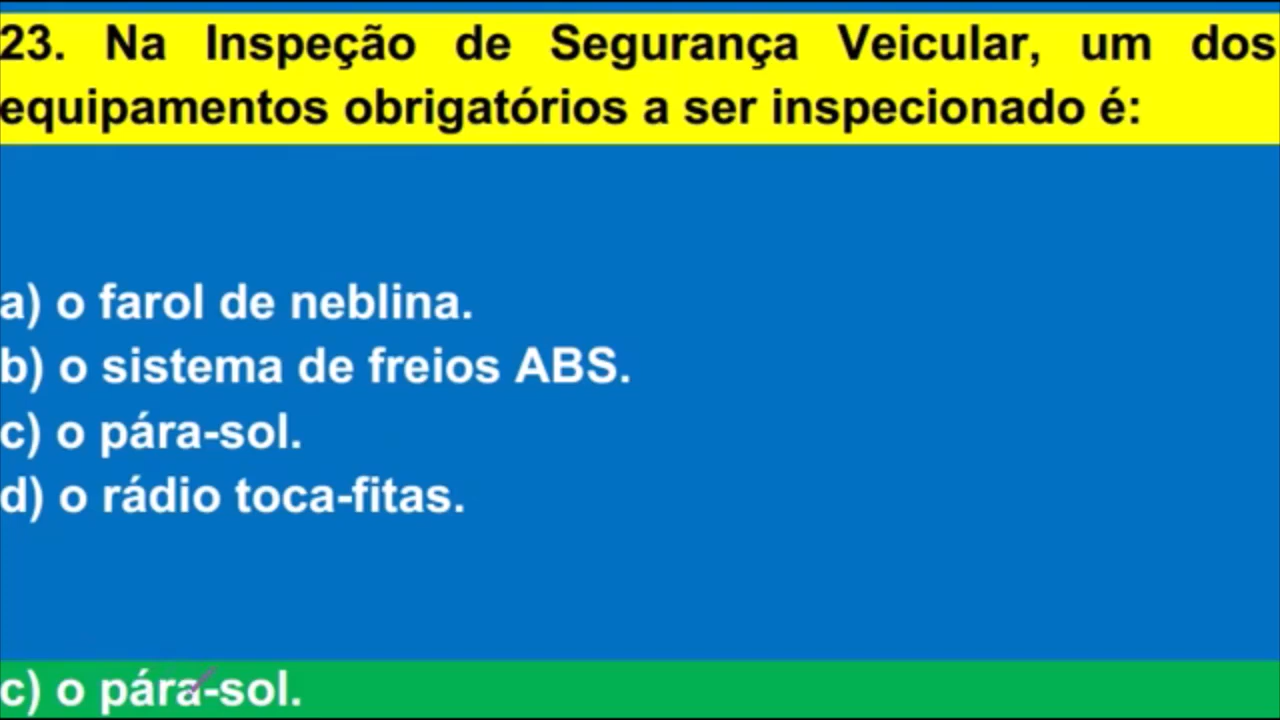 23. Na Inspeção de Segurança Veicular, um dos
equipamentos obrigatórios a ser inspecionado é:
a) o farol de neblina.
b) o sistema de freios ABS.
c) o pára-sol.
d) o rádio toca-fitas.
c) o pára-sol.